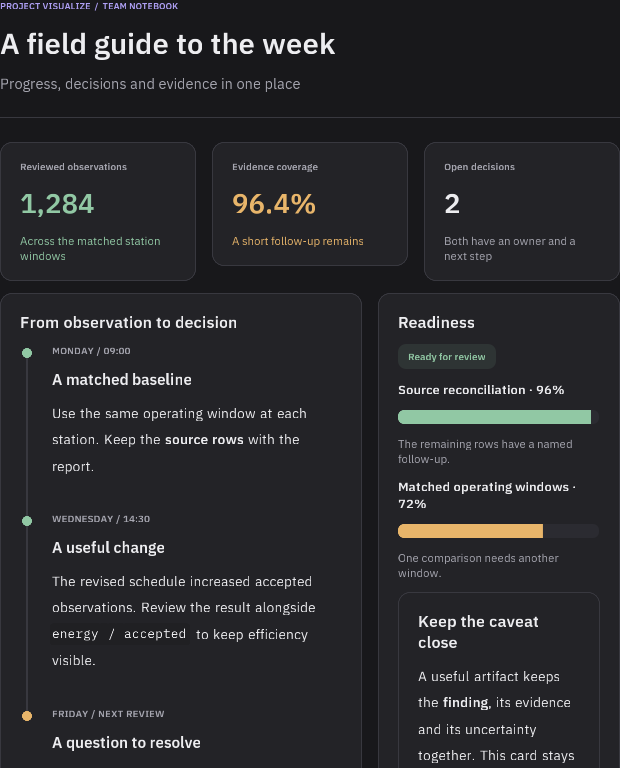 PROJECT VISUALIZE / TEAM NOTEBOOK
A field guide to the week
Progress, decisions and evidence in one place
Reviewed observations
1,284
Across the matched station
windows
Evidence coverage
96.4%
A short follow-up remains
Open decisions
2
Both have an owner and a
next step
From observation to decision
MONDAY / 09:00
A matched baseline
Use the same operating window at each
station. Keep the source rows with the
report.
WEDNESDAY / 14:30
A useful change
The revised schedule increased accepted
observations. Review the result alongside
energy / accepted to keep efficiency
visible.
FRIDAY / NEXT REVIEW
A question to resolve
Readiness
Ready for review
Source reconciliation · 96%
The remaining rows have a named
follow-up.
Matched operating windows ·
72%
One comparison needs another
window.
Keep the caveat
close
A useful artifact keeps
the finding, its evidence
and its uncertainty
together. This card stays